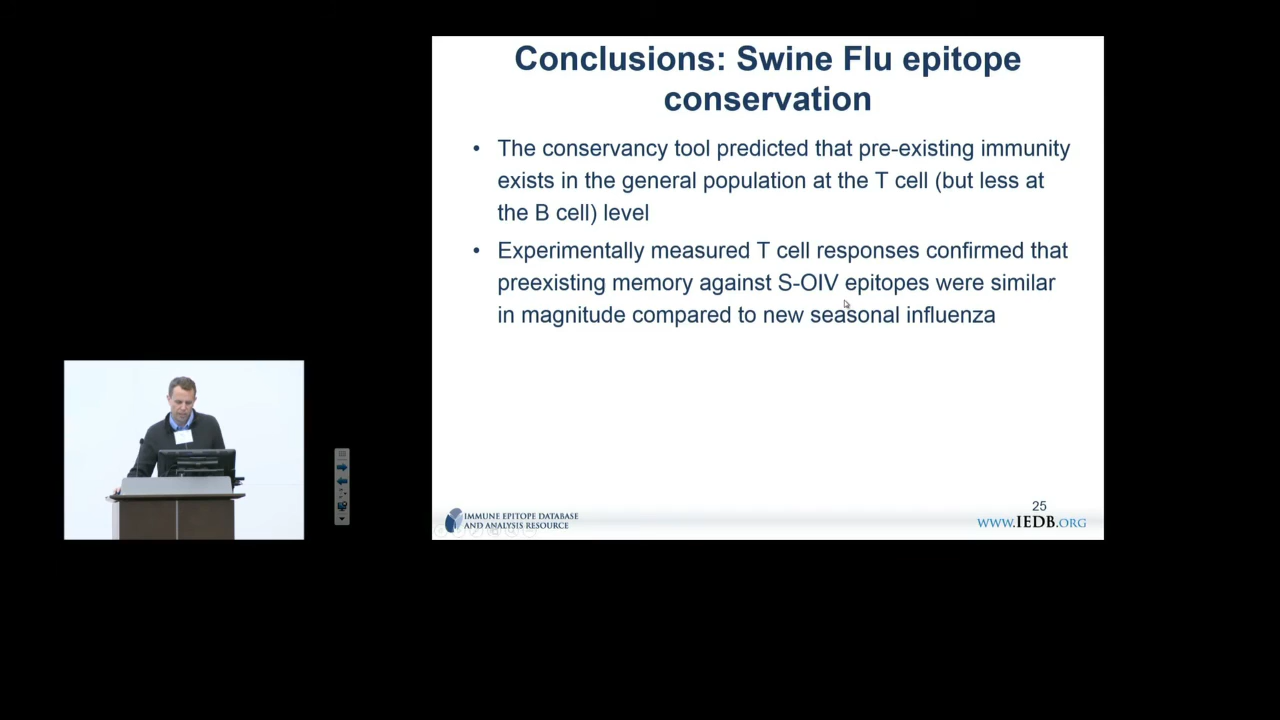 Conclusions: Swine Flu epitope
conservation
• The conservancy tool predicted that pre-existing immunity
exists in the general population at the T cell (but less at
the B cell) level
• Experimentally measured T cell responses confirmed that
preexisting memory against S-OIV epitopes were similar
in magnitude compared to new seasonal influenza
IMMUNE EPITOPE DATABASE
AND ANALYSIS RESOURCE
25
WWW.IEDB.ORG